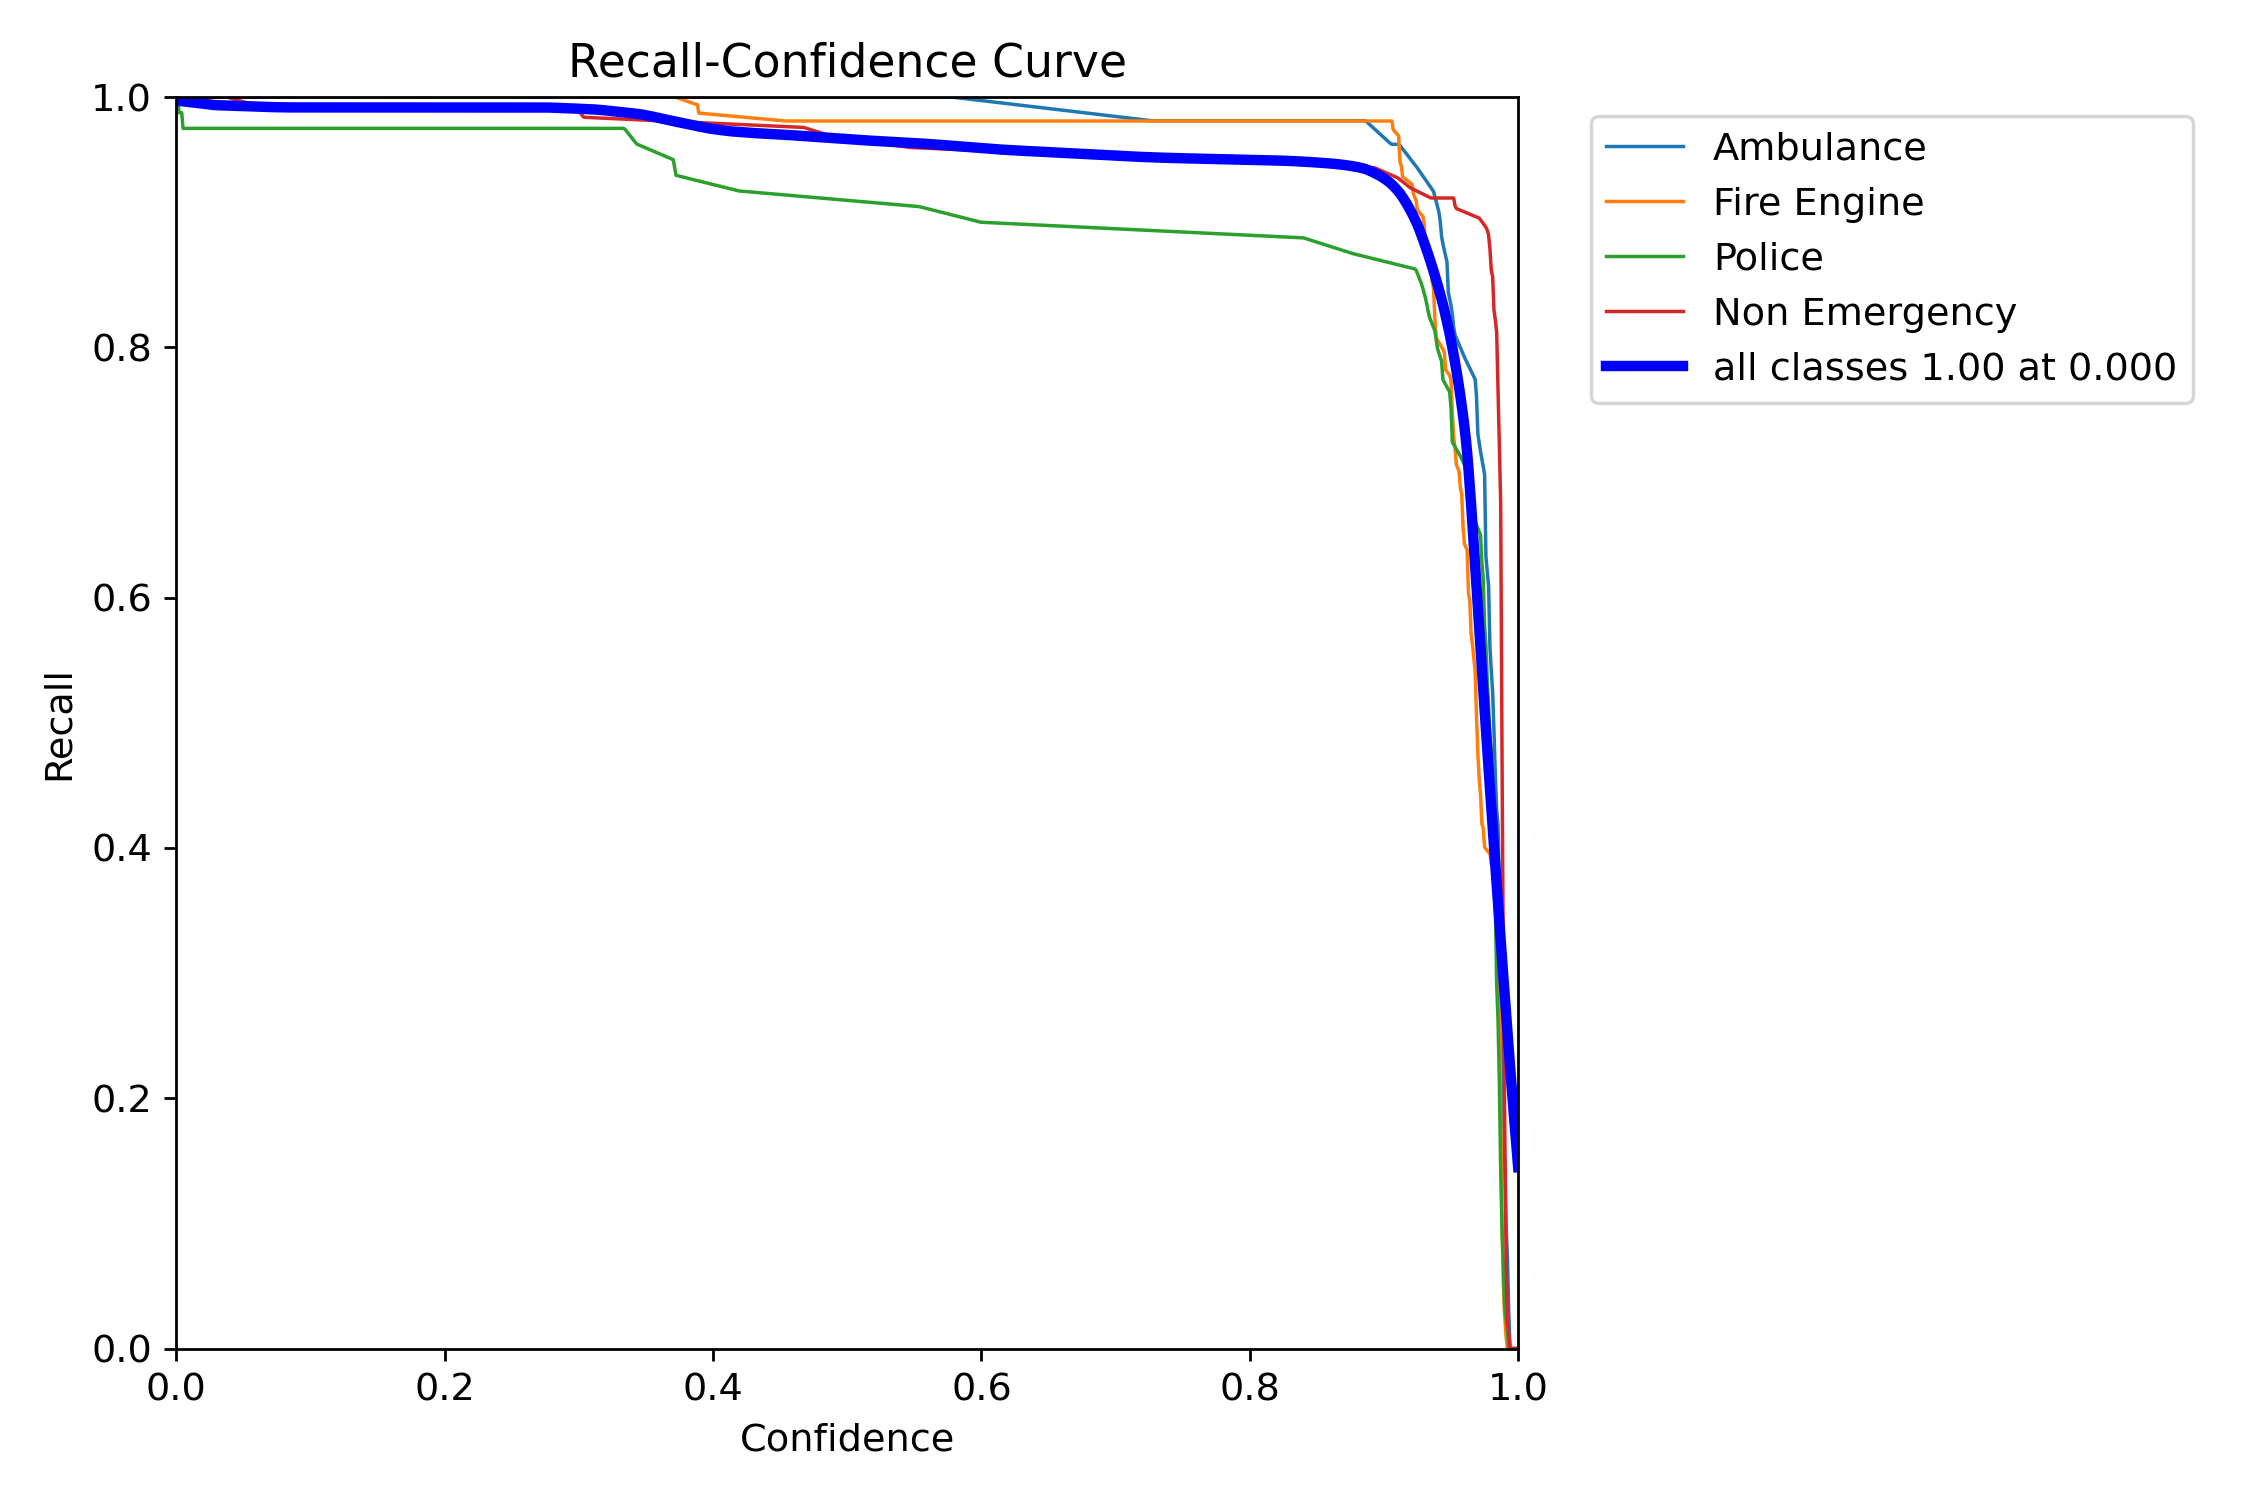 Recall-Confidence Curve
1.0
0.8
0.6
0.4
0.2
0.0
Recall
0.0 0.2 0.4 0.6 0.8 1.0
Confidence
Ambulance
Fire Engine
Police
Non Emergency
all classes 1.00 at 0.000